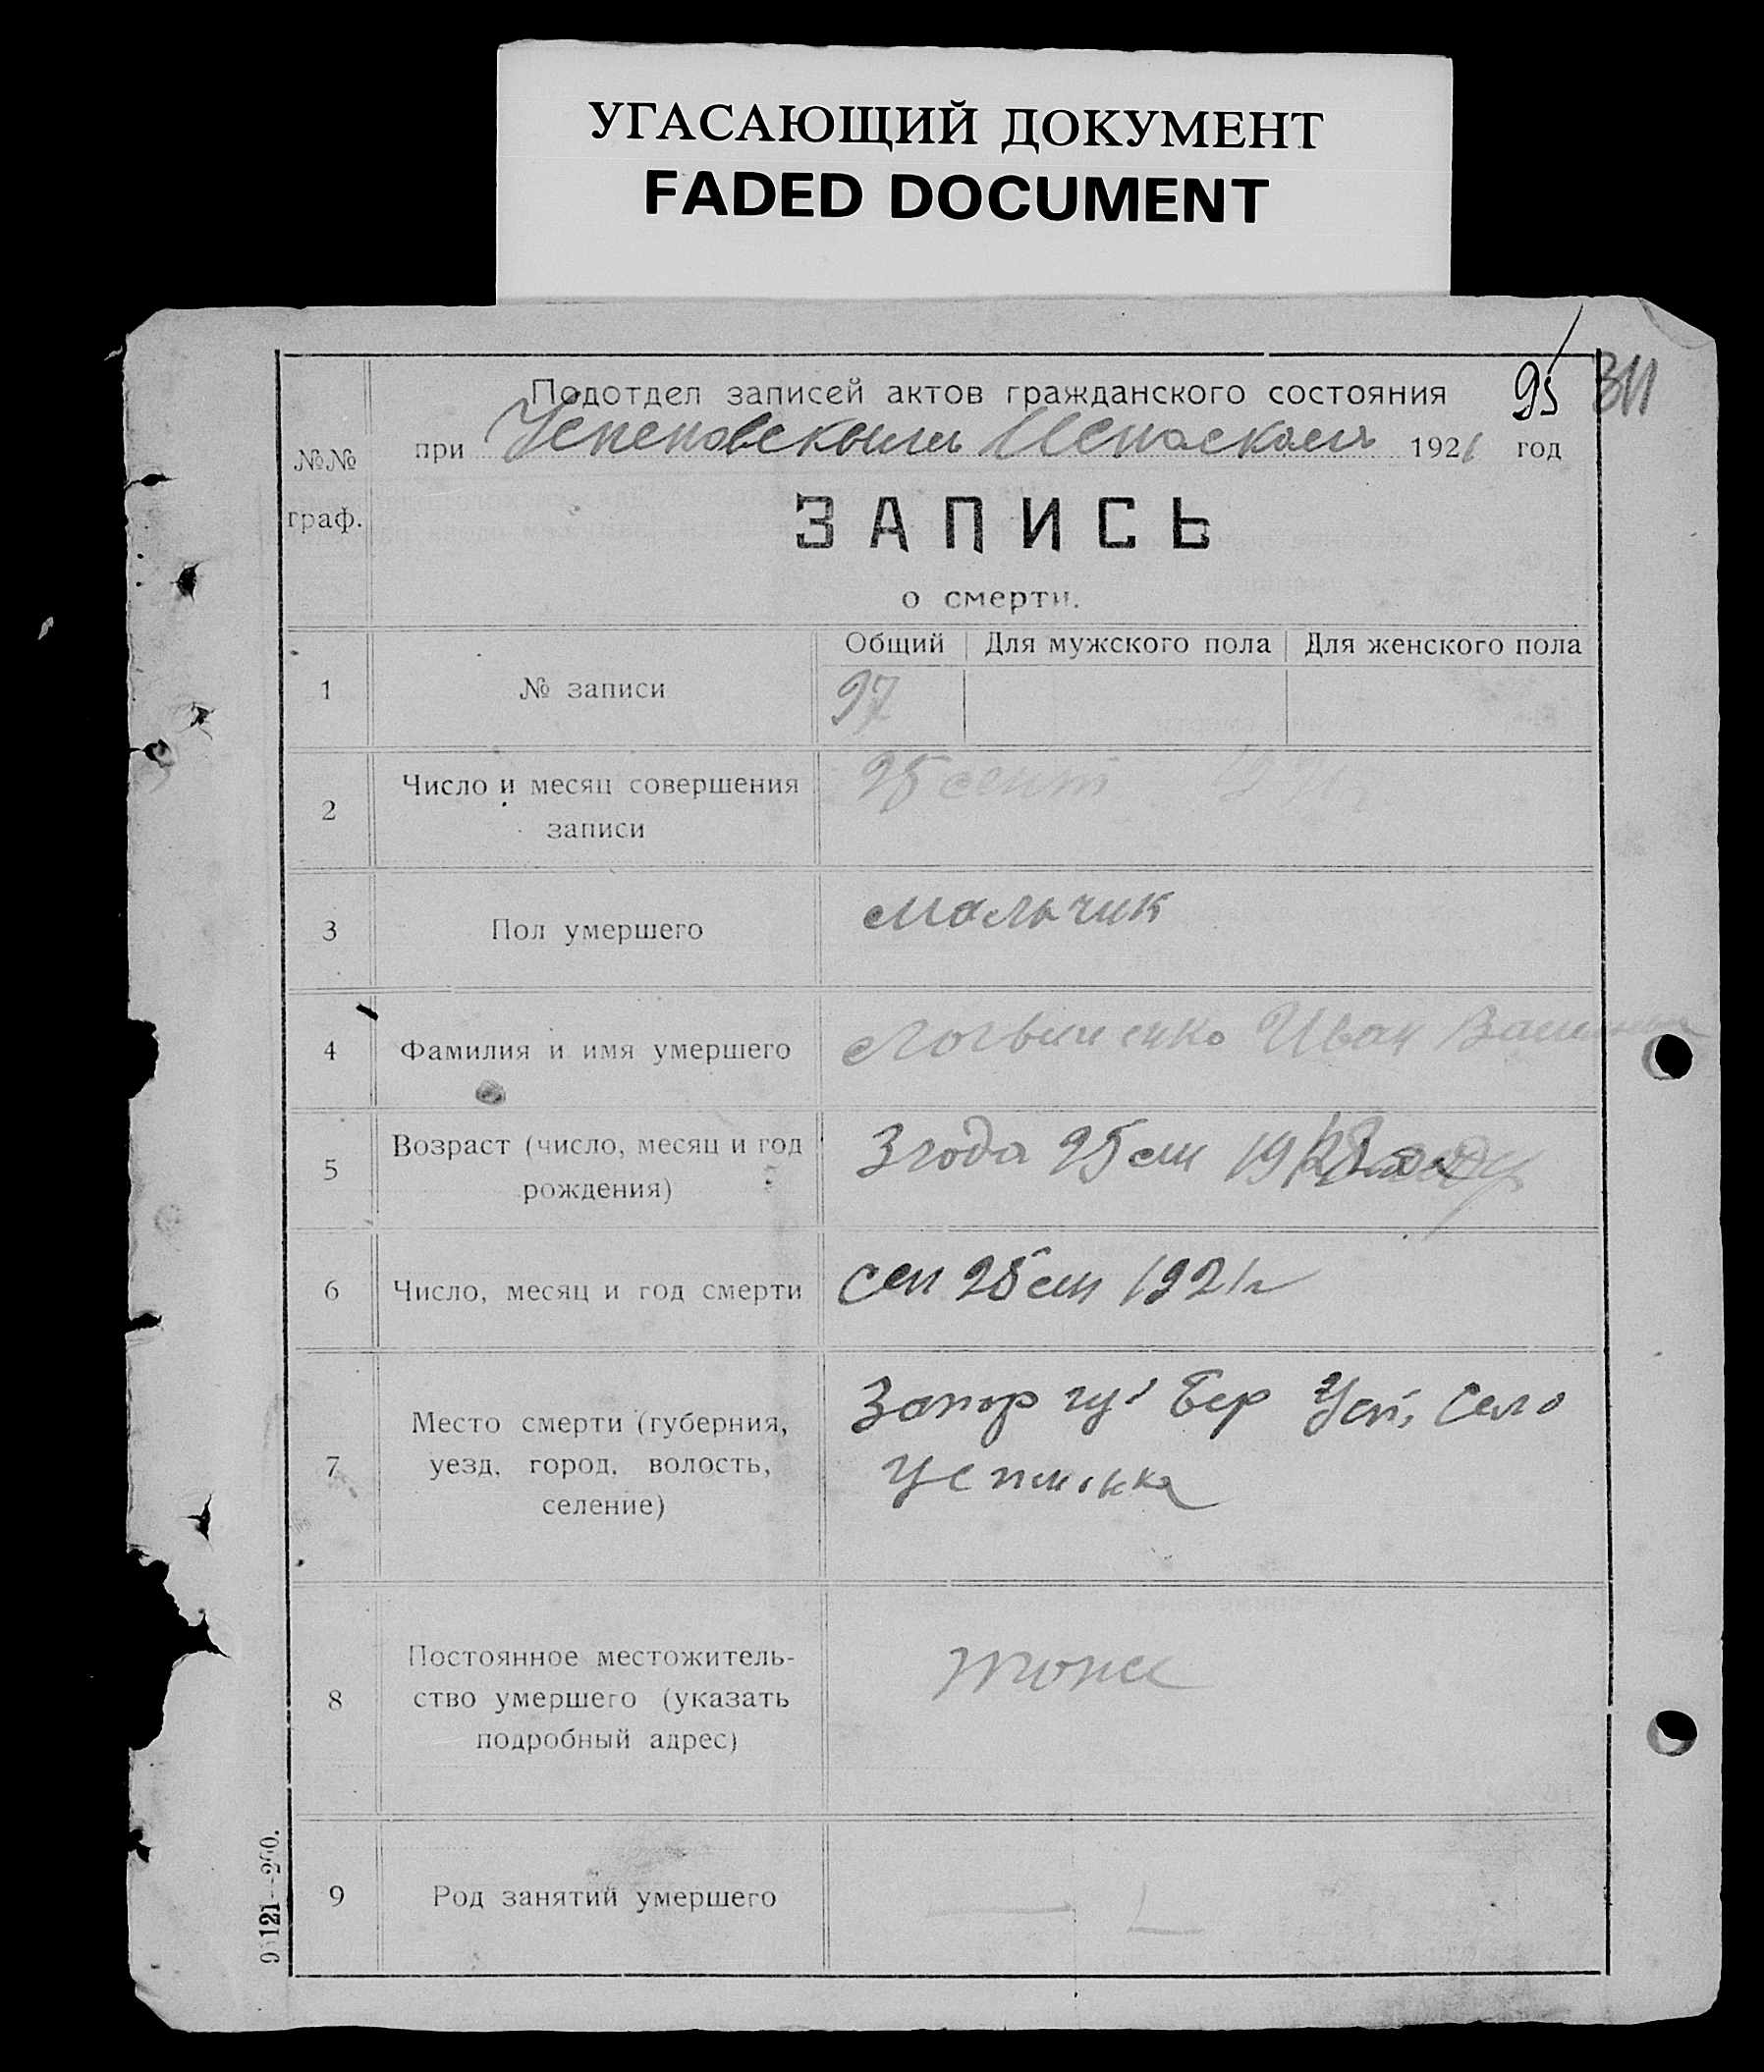 УГАСАЮЩИЙ ДОКУМЕНТ
FADED DOCUMENT
95 311
Подотдел записей актов гражданского состояния
при 1921 год
№№
граф.
ЗАПИСЬ
о смерти.
Общий Для мужского пола Для женского пола
1 № записи 97
2 Число и месяц совершения
записи
25 сент
3 Пол умершего мальчик
4 Фамилия и имя умершего Логвиненко Иван
5 Возраст (число, месяц и год
рождения)
3 года 25 сен
6 Число, месяц и год смерти сен 25 сен 1921 г
7 Место смерти (губерния,
уезд, город, волость,
селение)
Запор гу Бер Уез, Село
8 Постоянное местожитель-
ство умершего (указать
подробный адрес)
9 Род занятий умершего